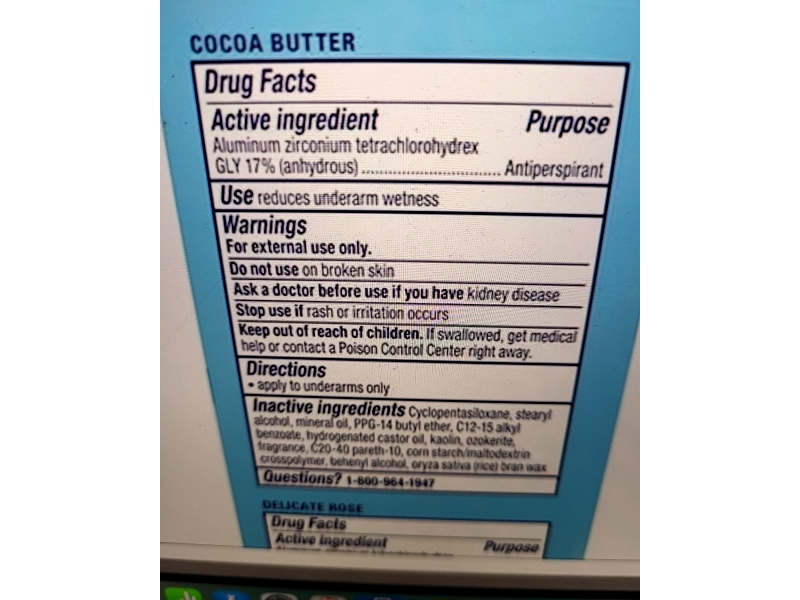 COCOA BUTTER
Drug Facts
Active ingredient Purpose
Aluminum zirconium tetrachlorohydrex
GLY 17% (anhydrous) ................................. Antiperspirant
Use reduces underarm wetness
Warnings
For external use only.
Do not use on broken skin
Ask a doctor before use if you have kidney disease
Stop use if rash or irritation occurs
Keep out of reach of children. If swallowed, get medical
help or contact a Poison Control Center right away.
Directions
• apply to underarms only
Inactive ingredients Cyclopentasiloxane, stearyl
alcohol, mineral oil, PPG-14 butyl ether, C12-15 alkyl
benzoate, hydrogenated castor oil, kaolin, ozokerite,
fragrance, C20-40 pareth-10, corn starch/maltodextrin
crosspolymer, behenyl alcohol, oryza sativa (rice) bran wax
Questions? 1-800-964-1947
DELICATE ROSE
Drug Facts
Active ingredient Purpose